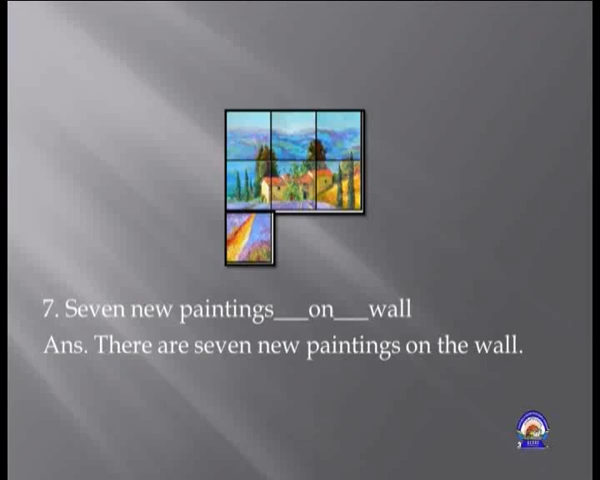 7. Seven new paintings___on___wall
Ans. There are seven new paintings on the wall.